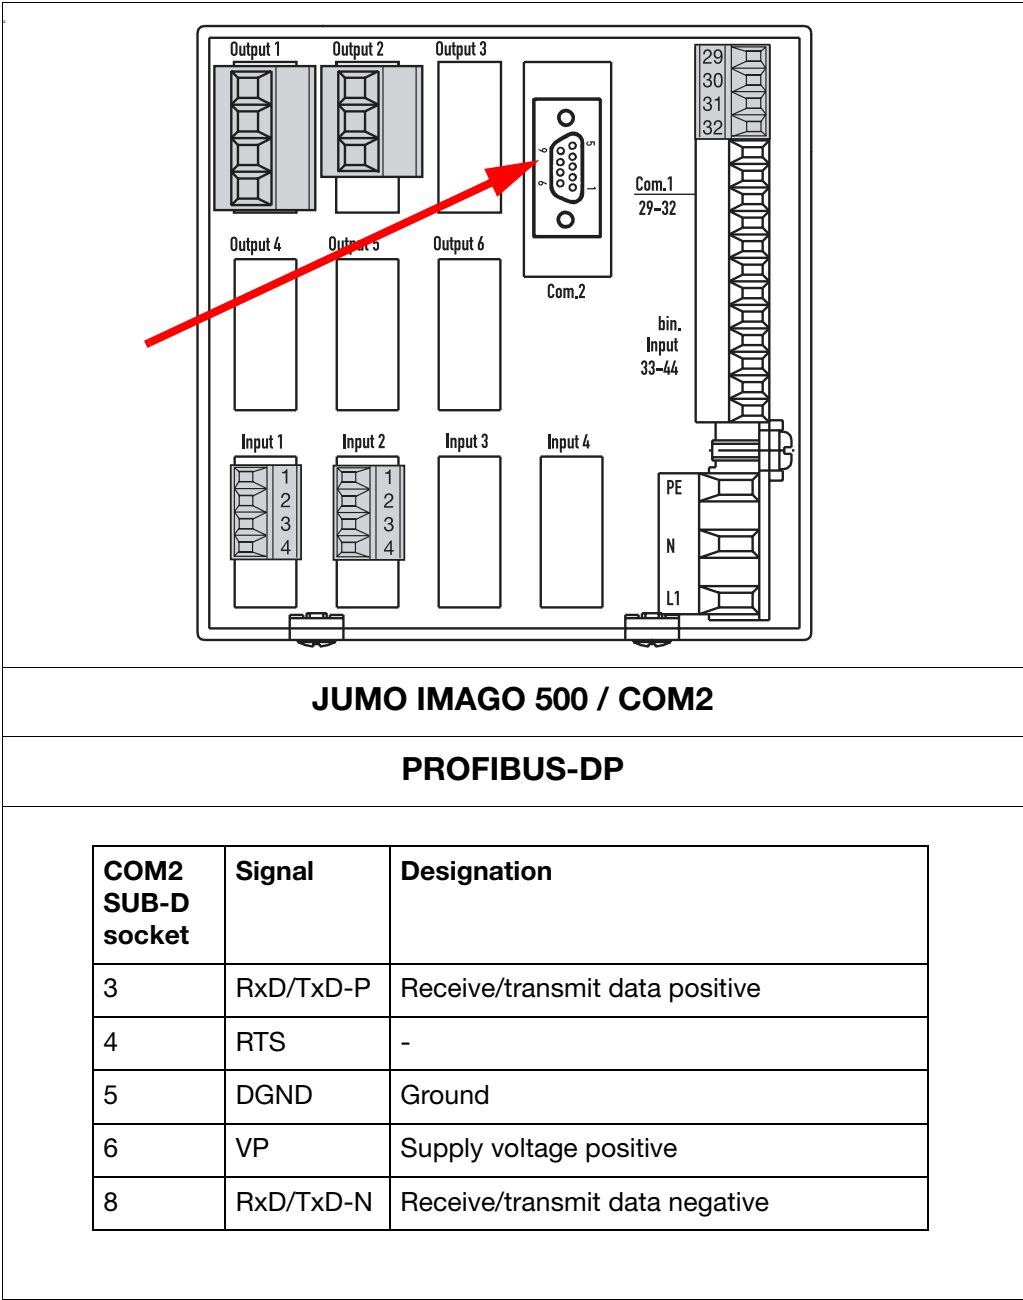 Output 1 Output 2 Output 3
29
30
31
32
9 5
6 1
Com.1
29-32
Output 4 Output 5 Output 6
Com.2
bin.
Input
33-44
Input 1 Input 2 Input 3 Input 4
1 1
2 2
3 3
4 4
PE
N
L1
JUMO IMAGO 500 / COM2
PROFIBUS-DP
COM2 SUB-D socket Signal Designation
3 RxD/TxD-P Receive/transmit data positive
4 RTS -
5 DGND Ground
6 VP Supply voltage positive
8 RxD/TxD-N Receive/transmit data negative